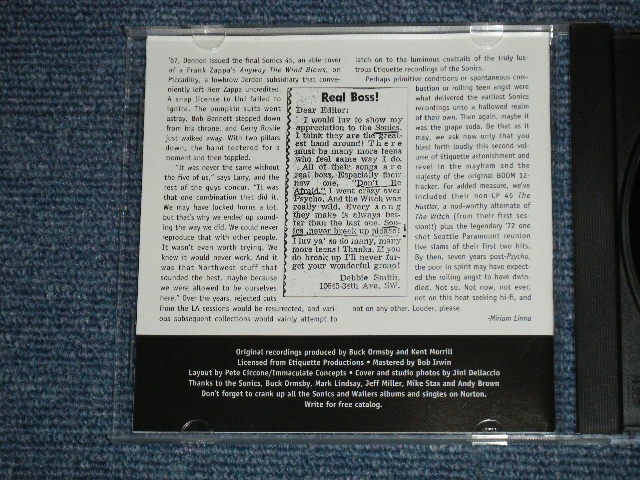 '67, Dennon issued the final Sonics 45, an able cover
of a Frank Zappa's Anyway The Wind Blows, on
Piccadilly, a lowbrow Jerden subsidiary that conve-
niently left Herr Zappa uncredited.
A snap license to Uni failed to
ignite. The pumpkin suits went
astray, Bob Bennett stepped down
from his throne, and Gerry Roslie
just walked away. With two pillars
down, the band teetered for a
moment and then toppled.
"It was never the same without
the five of us," says Larry, and the
rest of the guys concur. "It was
that one combination that did it.
We may have locked horns a lot,
but that's why we ended up sound-
ing the way we did. We could never
reproduce that with other people.
It wasn't even worth trying. We
knew it would never work. And it
was that Northwest stuff that
sounded the best, maybe because
we were allowed to be ourselves
here." Over the years, rejected cuts
from the LA sessions would be resurrected, and vari-
ous subsequent collections would vainly attempt to
Real Boss!
Dear Editor:
I would luv to show my
appreciation to the Sonics.
I think they are the great-
est band around! There
must be many more teens
who feel same way I do.
All of their songs are
real boss. Especially their
new one, "Don't Be
Afraid." I went crazy over
Psycho. And the Witch was
really wild. Every song
they make is always bet-
ter than the last one. Son-
ics, never break up please!
I luv ya' so do many, many
more teens! Thanks. If you
do break up I'll never for-
get your wonderful group!
Debbie Smith,
10845-34th Ave. SW.
latch on to the luminous coattails of the truly lus-
trous Etiquette recordings of the Sonics.
Perhaps primitive conditions or spontaneous com-
bustion or roiling teen angst were
what delivered the earliest Sonics
recordings unto a hallowed realm
of their own. Then again, maybe it
was the grape soda. Be that as it
may, we ask now only that you
blast forth loudly this second vol-
ume of Etiquette astonishment and
revel in the mayhem and the
majesty of the original BOOM 12-
tracker. For added measure, we've
included their non-LP 45 The
Hustler, a nod-worthy alternate of
The Witch (from their first ses-
sion!!) plus the legendary '72 one
shot Seattle Paramount reunion
live slams of their first two hits.
By then, seven years post-Psycho,
the poor in spirit may have expect-
ed the roiling angst to have dwin-
dled. Not so. Not now, not ever,
not on this heat seeking hi-fi, and
not on any other. Louder, please.
-Miriam Linna
Original recordings produced by Buck Ormsby and Kent Morrill
Licensed from Etiquette Productions • Mastered by Bob Irwin
Layout by Pete Ciccone/Immaculate Concepts • Cover and studio photos by Jini Dellaccio
Thanks to the Sonics, Buck Ormsby, Mark Lindsay, Jeff Miller, Mike Stax and Andy Brown
Don't forget to crank up all the Sonics and Wailers albums and singles on Norton.
Write for free catalog.